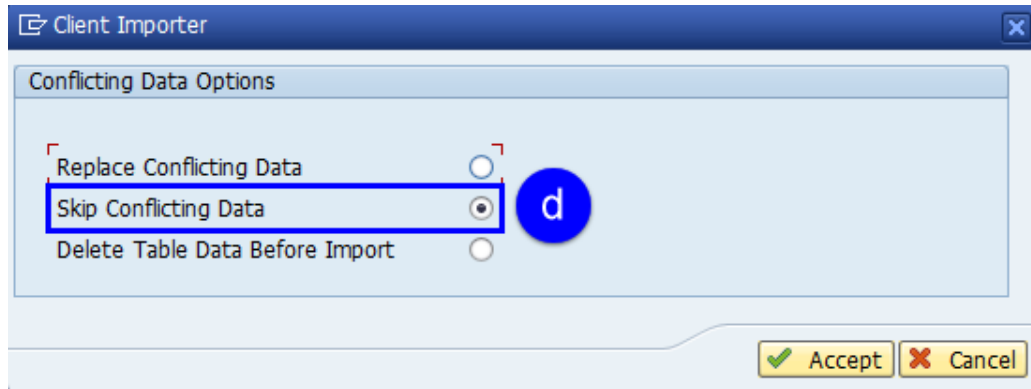 Client Importer
Conflicting Data Options
Replace Conflicting Data
Skip Conflicting Data
d
Delete Table Data Before Import
Accept Cancel